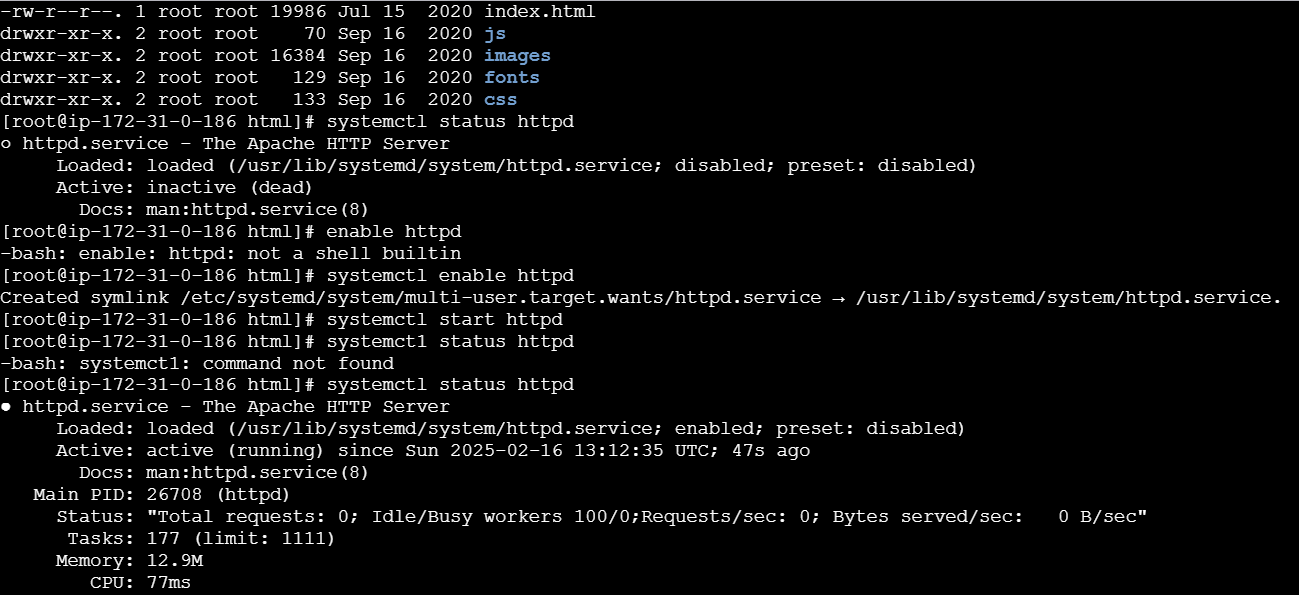 -rw-r--r--. 1 root root 19986 Jul 15  2020 index.html
drwxr-xr-x. 2 root root    70 Sep 16  2020 js
drwxr-xr-x. 2 root root 16384 Sep 16  2020 images
drwxr-xr-x. 2 root root   129 Sep 16  2020 fonts
drwxr-xr-x. 2 root root   133 Sep 16  2020 css
[root@ip-172-31-0-186 html]# systemctl status httpd
○ httpd.service - The Apache HTTP Server
     Loaded: loaded (/usr/lib/systemd/system/httpd.service; disabled; preset: disabled)
     Active: inactive (dead)
       Docs: man:httpd.service(8)
[root@ip-172-31-0-186 html]# enable httpd
-bash: enable: httpd: not a shell builtin
[root@ip-172-31-0-186 html]# systemctl enable httpd
Created symlink /etc/systemd/system/multi-user.target.wants/httpd.service → /usr/lib/systemd/system/httpd.service.
[root@ip-172-31-0-186 html]# systemctl start httpd
[root@ip-172-31-0-186 html]# systemct1 status httpd
-bash: systemct1: command not found
[root@ip-172-31-0-186 html]# systemctl status httpd
● httpd.service - The Apache HTTP Server
     Loaded: loaded (/usr/lib/systemd/system/httpd.service; enabled; preset: disabled)
     Active: active (running) since Sun 2025-02-16 13:12:35 UTC; 47s ago
       Docs: man:httpd.service(8)
   Main PID: 26708 (httpd)
     Status: "Total requests: 0; Idle/Busy workers 100/0;Requests/sec: 0; Bytes served/sec:   0 B/sec"
      Tasks: 177 (limit: 1111)
     Memory: 12.9M
        CPU: 77ms